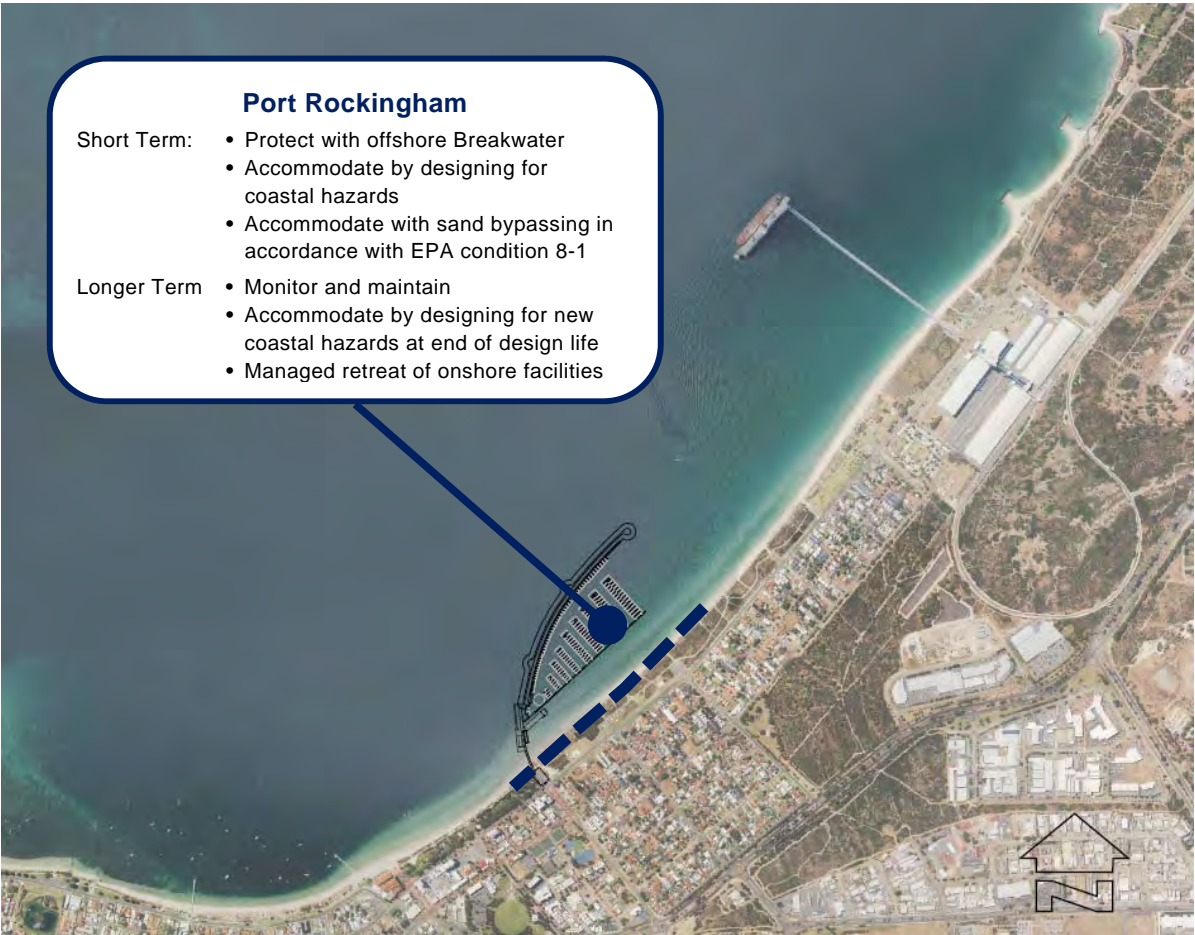 Port Rockingham
Short Term: • Protect with offshore Breakwater
• Accommodate by designing for
coastal hazards
• Accommodate with sand bypassing in
accordance with EPA condition 8-1
Longer Term • Monitor and maintain
• Accommodate by designing for new
coastal hazards at end of design life
• Managed retreat of onshore facilities
N